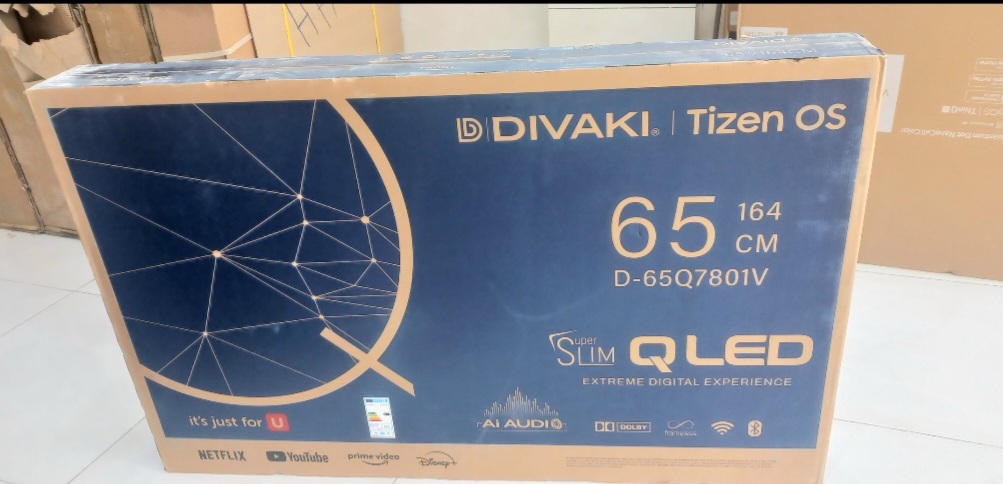 DIVAKI® | Tizen OS
65 164 CM
D-65Q7801V
Super SLIM QLED
EXTREME DIGITAL EXPERIENCE
it's just for U
Ai AUDIO
DOLBY
frameless
NETFLIX
YouTube
prime video
Disney+